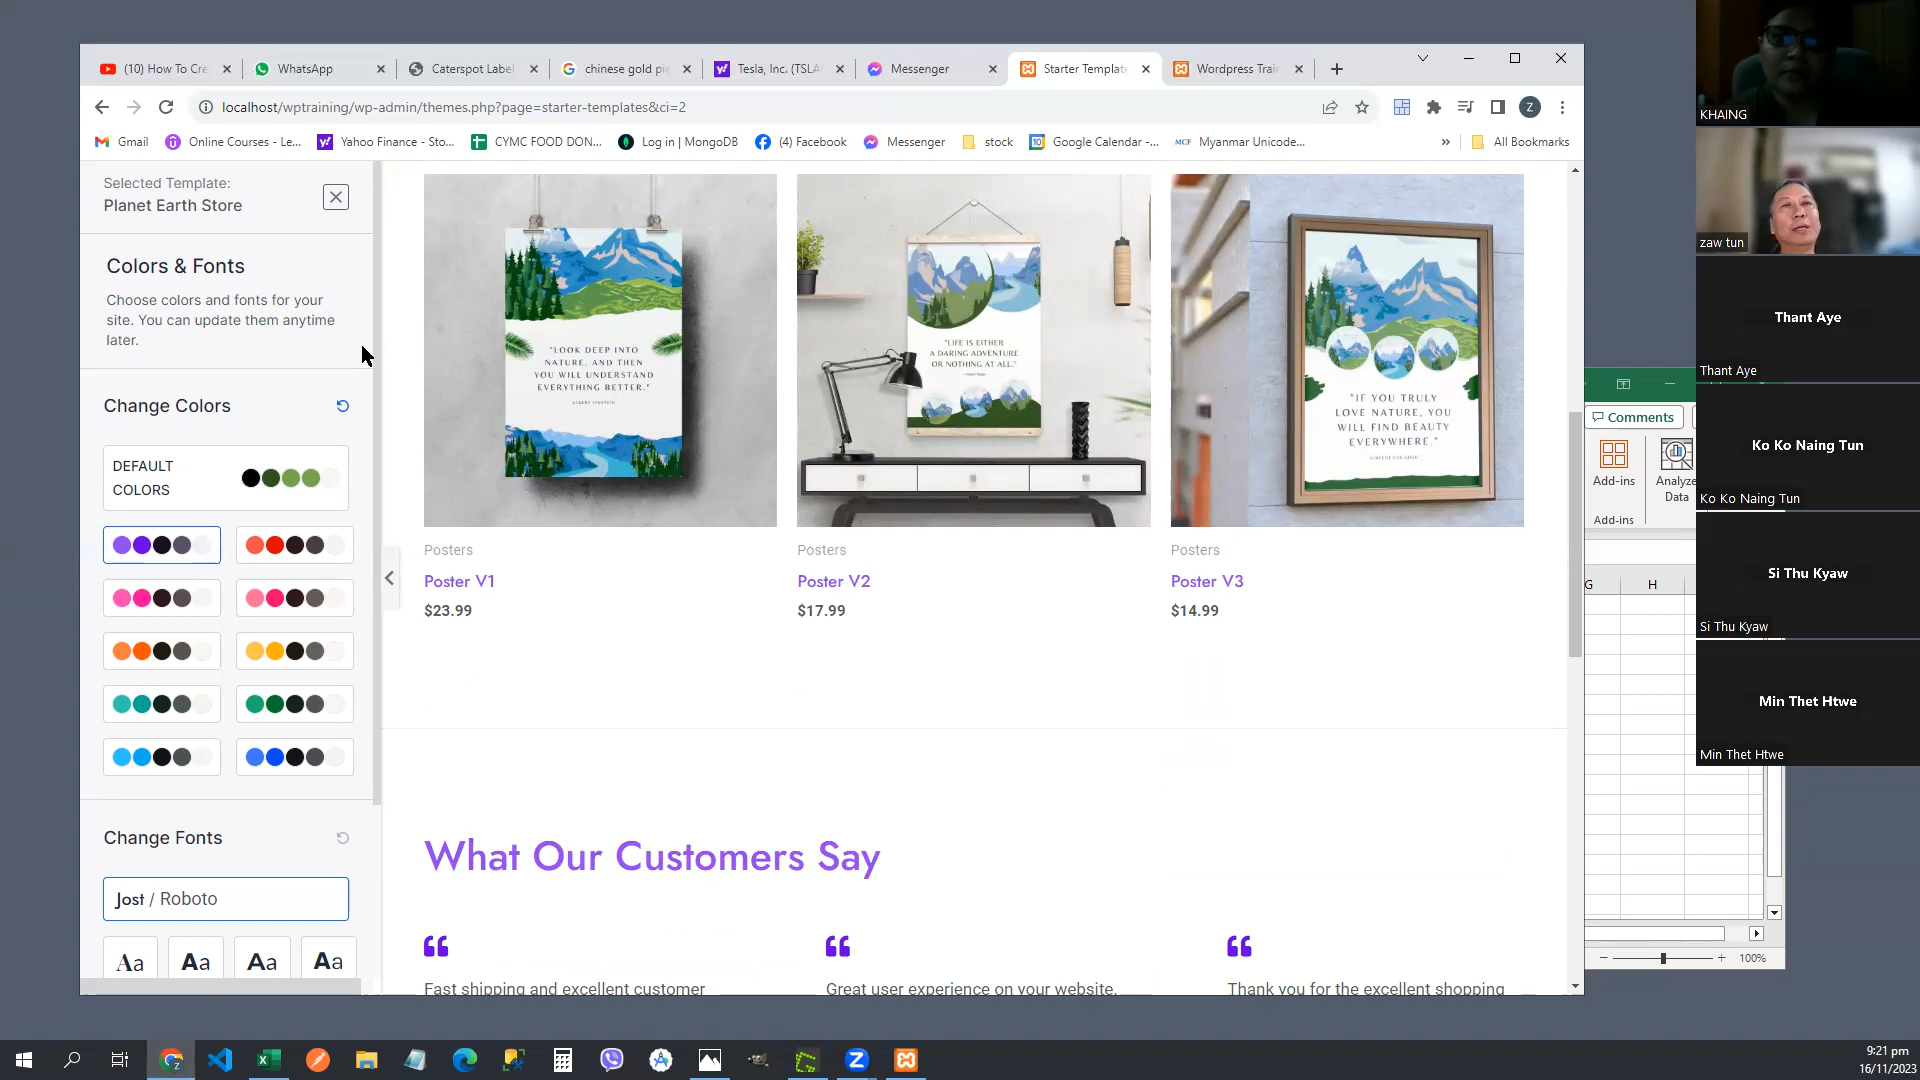 (10) How To Cre
WhatsApp
Caterspot Label
chinese gold pi
Tesla, Inc. (TSLA
Messenger
Starter Templat
Wordpress Trai
localhost/wptraining/wp-admin/themes.php?page=starter-templates&ci=2
Z
Gmail
Online Courses - Le...
Yahoo Finance - Sto...
CYMC FOOD DON...
Log in | MongoDB
(4) Facebook
Messenger
stock
Google Calendar -...
Myanmar Unicode...
»
All Bookmarks
Selected Template:
Planet Earth Store
Colors & Fonts
Choose colors and fonts for your
site. You can update them anytime
later.
Change Colors
DEFAULT
COLORS
Change Fonts
Jost / Roboto
Aa
Aa
Aa
Aa
"LOOK DEEP INTO
NATURE, AND THEN
YOU WILL UNDERSTAND
EVERYTHING BETTER."
ALBERT EINSTEIN
"LIFE IS EITHER
A DARING ADVENTURE
OR NOTHING AT ALL."
"IF YOU TRULY
LOVE NATURE, YOU
WILL FIND BEAUTY
EVERYWHERE."
VINCENT VAN GOGH
Posters
Poster V1
$23.99
Posters
Poster V2
$17.99
Posters
Poster V3
$14.99
What Our Customers Say
Fast shipping and excellent customer
Great user experience on your website.
Thank you for the excellent shopping
Comments
Add-ins
Analyze
Data
Add-ins
G
H
100%
KHAING
zaw tun
Thant Aye
Thant Aye
Ko Ko Naing Tun
Ko Ko Naing Tun
Si Thu Kyaw
Si Thu Kyaw
Min Thet Htwe
Min Thet Htwe
9:21 pm
16/11/2023